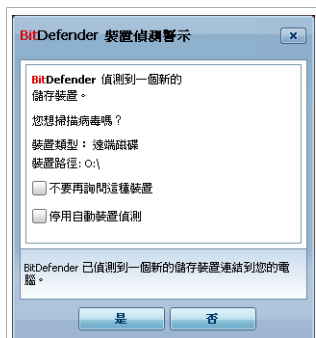 BitDefender 裝置偵測警示
BitDefender 偵測到一個新的
儲存裝置。
您想掃描病毒嗎？
裝置類型： 遠端磁碟
裝置路徑: O:\
不要再詢問這種裝置
停用自動裝置偵測
BitDefender 已偵測到一個新的儲存裝置連結到您的電
腦。
是
否